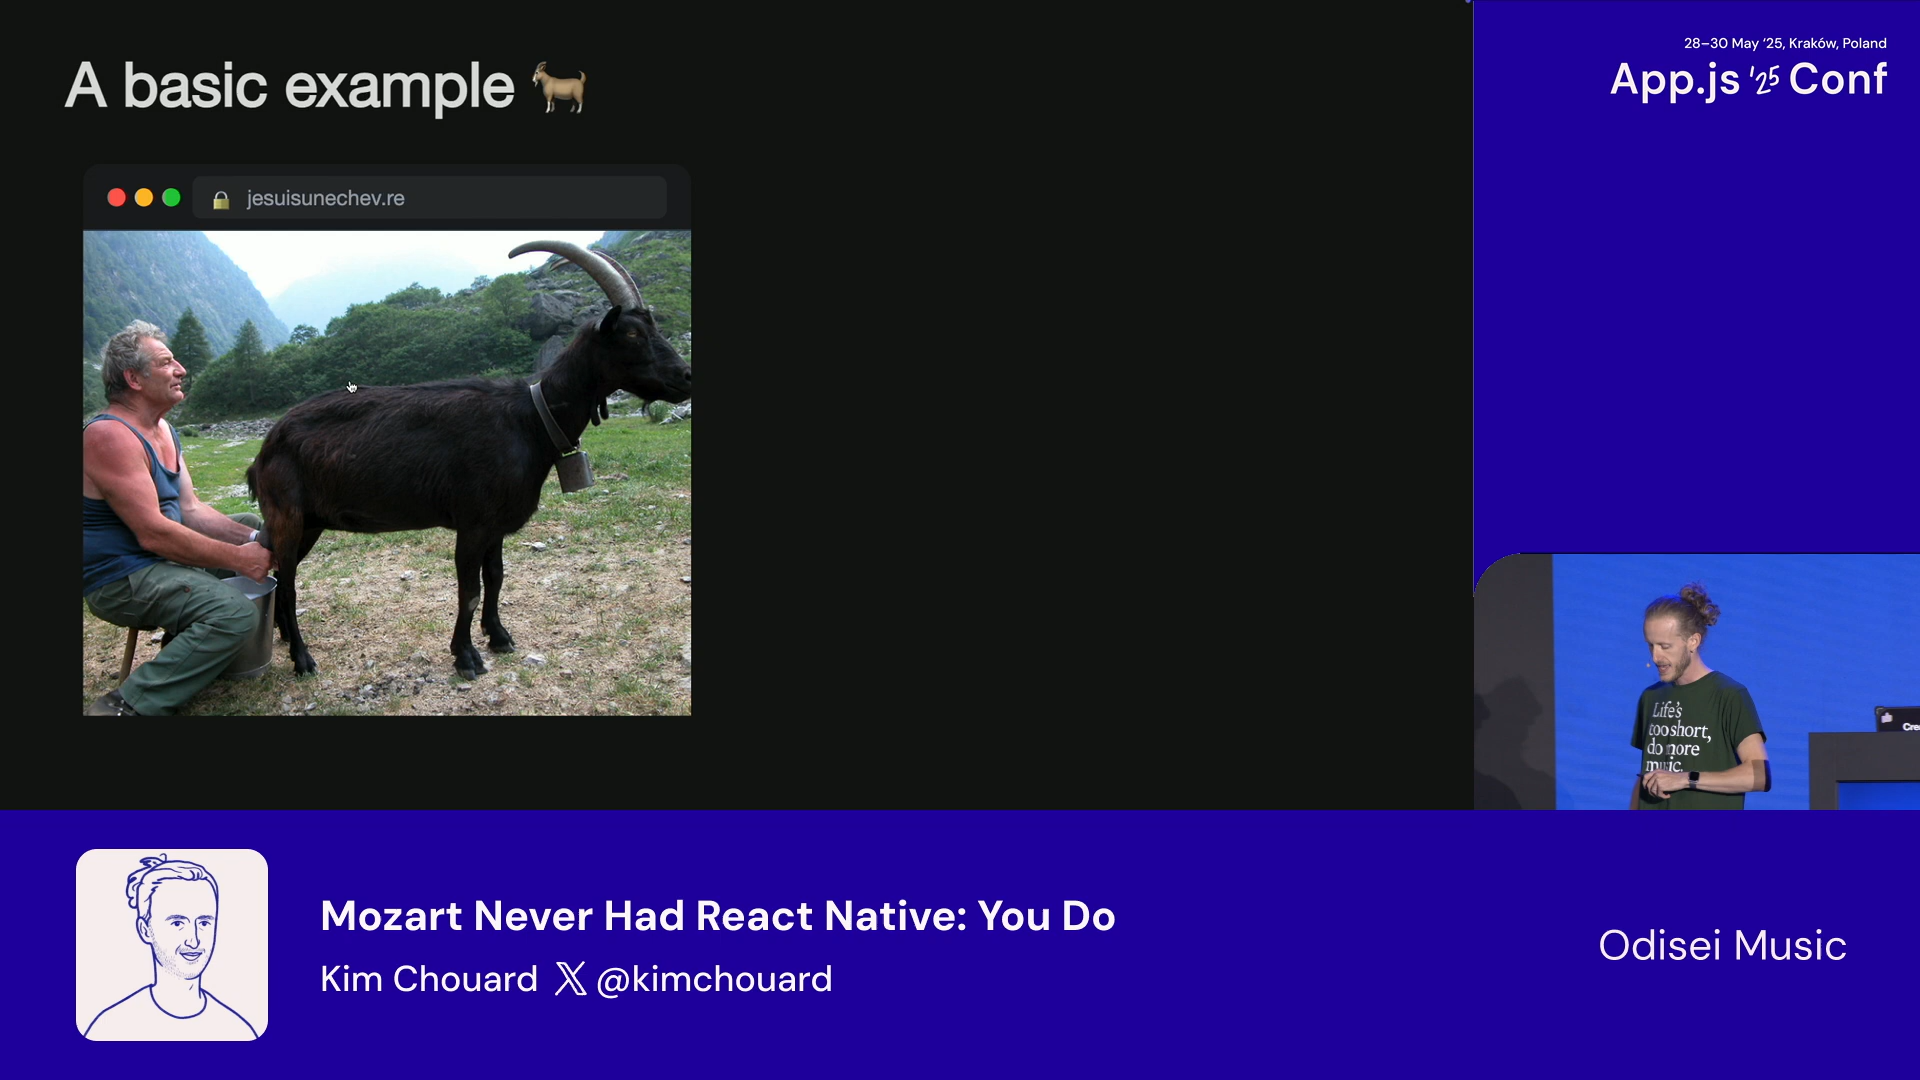 A basic example 🐐
jesuisunechev.re
28–30 May ‘25, Kraków, Poland
App.js '25 Conf
Life's
too short,
do more
music.
Mozart Never Had React Native: You Do
Kim Chouard 𝕏 @kimchouard
Odisei Music